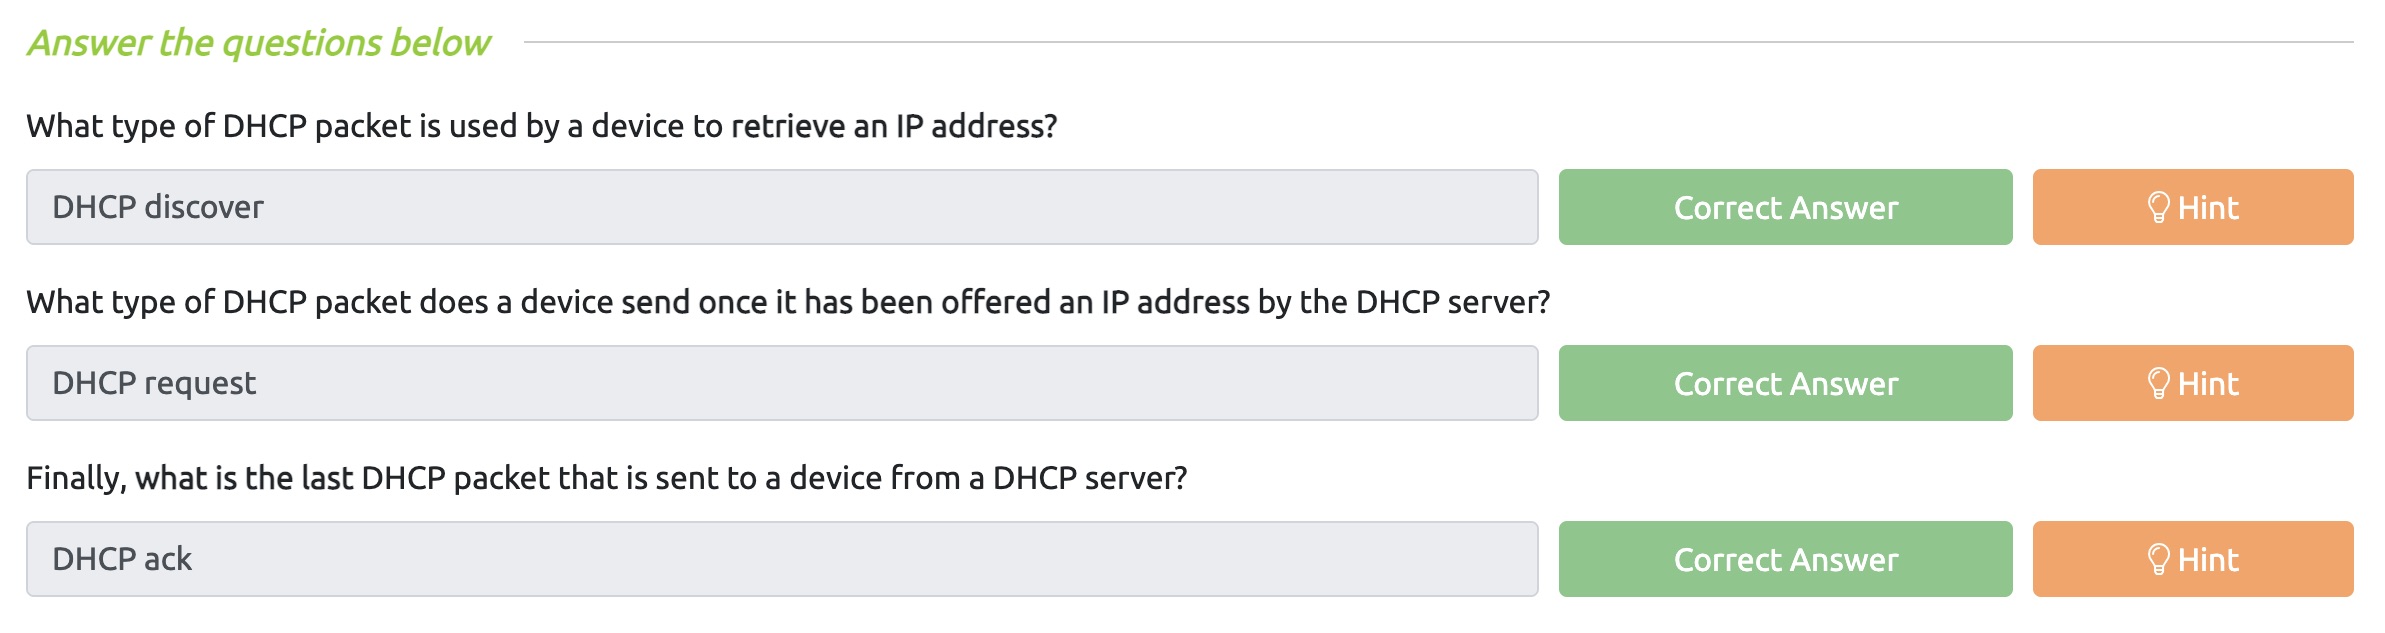 Answer the questions below
What type of DHCP packet is used by a device to retrieve an IP address?
DHCP discover
Correct Answer
Hint
What type of DHCP packet does a device send once it has been offered an IP address by the DHCP server?
DHCP request
Correct Answer
Hint
Finally, what is the last DHCP packet that is sent to a device from a DHCP server?
DHCP ack
Correct Answer
Hint